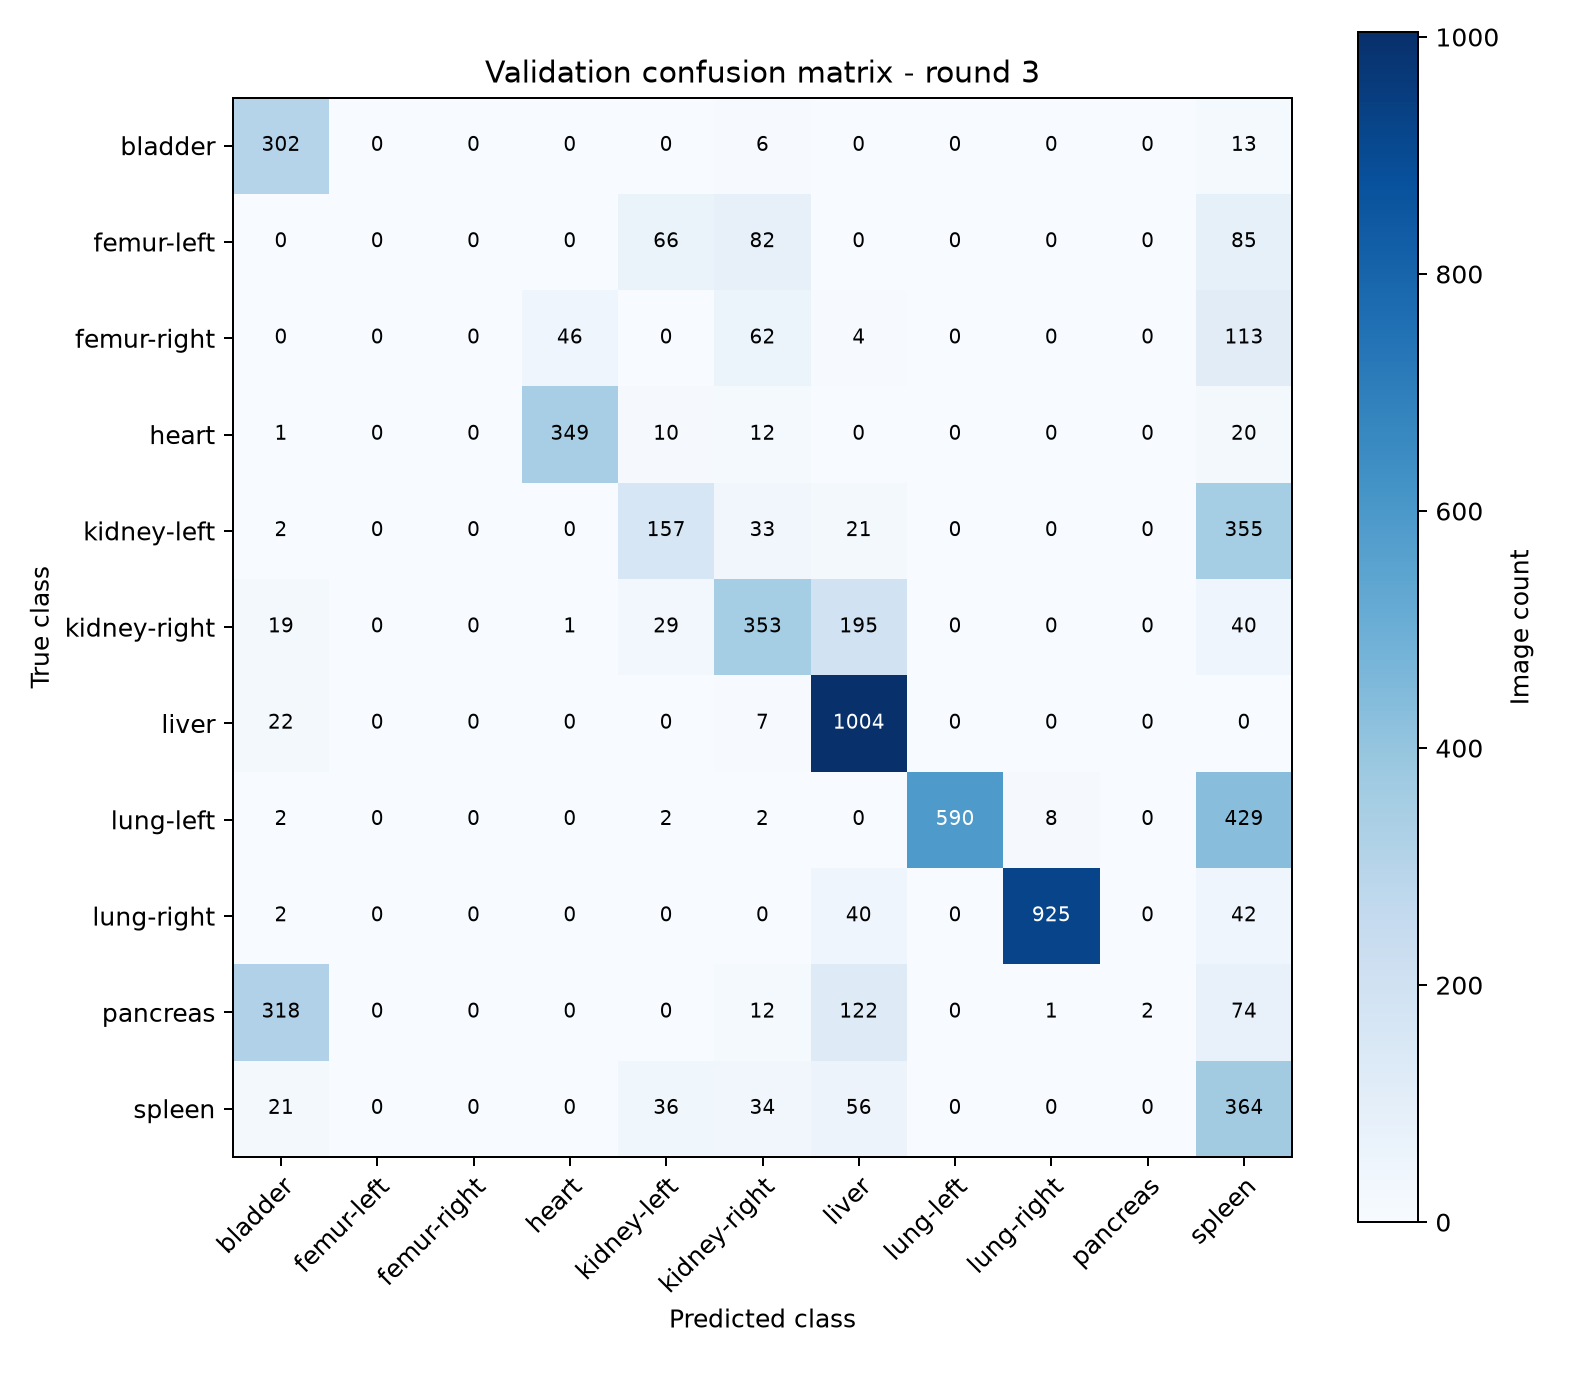 Validation confusion matrix - round 3
bladder 302 0 0 0 0 6 0 0 0 0 13
femur-left 0 0 0 0 66 82 0 0 0 0 85
femur-right 0 0 0 46 0 62 4 0 0 0 113
heart 1 0 0 349 10 12 0 0 0 0 20
kidney-left 2 0 0 0 157 33 21 0 0 0 355
kidney-right 19 0 0 1 29 353 195 0 0 0 40
liver 22 0 0 0 0 7 1004 0 0 0 0
lung-left 2 0 0 0 2 2 0 590 8 0 429
lung-right 2 0 0 0 0 0 40 0 925 0 42
pancreas 318 0 0 0 0 12 122 0 1 2 74
spleen 21 0 0 0 36 34 56 0 0 0 364
bladder femur-left femur-right heart kidney-left kidney-right liver lung-left lung-right pancreas spleen
Predicted class
True class
1000
800
600
400
200
0
Image count